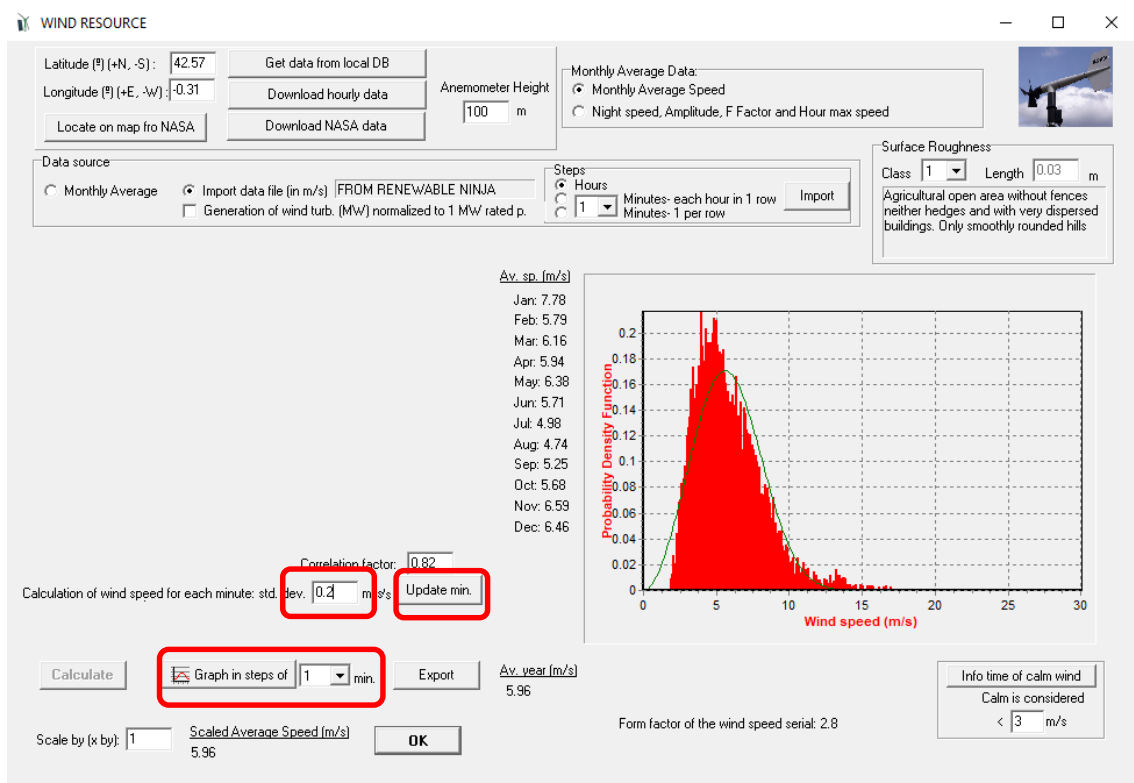 WIND RESOURCE
Latitude (º) (+N, -S) : 42.57
Get data from local DB
Longitude (º) (+E, -W) : -0.31
Download hourly data
Locate on map fro NASA
Download NASA data
Anemometer Height
100 m
Monthly Average Data:
Monthly Average Speed
Night speed, Amplitude, F Factor and Hour max speed
Data source
Monthly Average
Import data file (in m/s) FROM RENEWABLE NINJA
Generation of wind turb. (MW) normalized to 1 MW rated p.
Steps
Hours
Minutes- each hour in 1 row
1 Minutes- 1 per row
Import
Surface Roughness
Class 1 Length 0.03 m
Agricultural open area without fences
neither hedges and with very dispersed
buildings. Only smoothly rounded hills
Av. sp. (m/s)
Jan: 7.78
Feb: 5.79
Mar: 6.16
Apr: 5.94
May: 6.38
Jun: 5.71
Jul: 4.98
Aug: 4.74
Sep: 5.25
Oct: 5.68
Nov: 6.59
Dec: 6.46
Probability Density Function
0.2
0.18
0.16
0.14
0.12
0.1
0.08
0.06
0.04
0.02
0
0 5 10 15 20 25 30
Wind speed (m/s)
Correlation factor: 0.82
Calculation of wind speed for each minute: std. dev. 0.2 m/s's Update min.
Calculate
Graph in steps of 1 min.
Export
Av. year (m/s)
5.96
Scale by (x by): 1
Scaled Average Speed (m/s)
5.96
OK
Form factor of the wind speed serial: 2.8
Info time of calm wind
Calm is considered
< 3 m/s